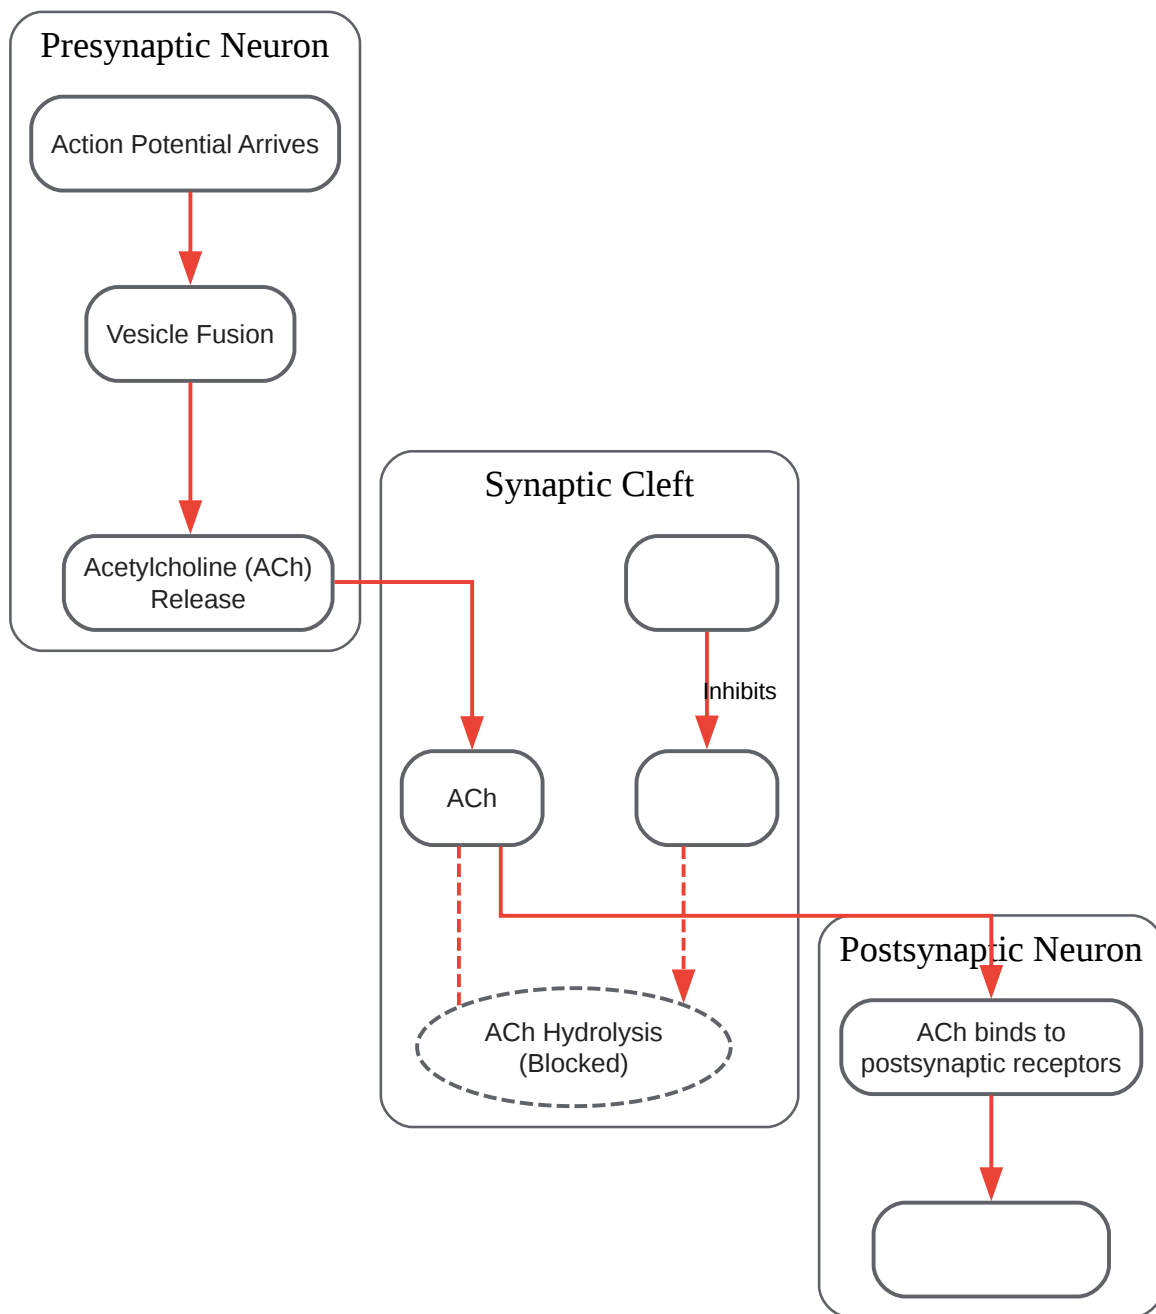 Presynaptic Neuron
Action Potential Arrives
Vesicle Fusion
Acetylcholine (ACh)
Release
Synaptic Cleft
Inhibits
ACh
ACh Hydrolysis
(Blocked)
Postsynaptic Neuron
ACh binds to
postsynaptic receptors